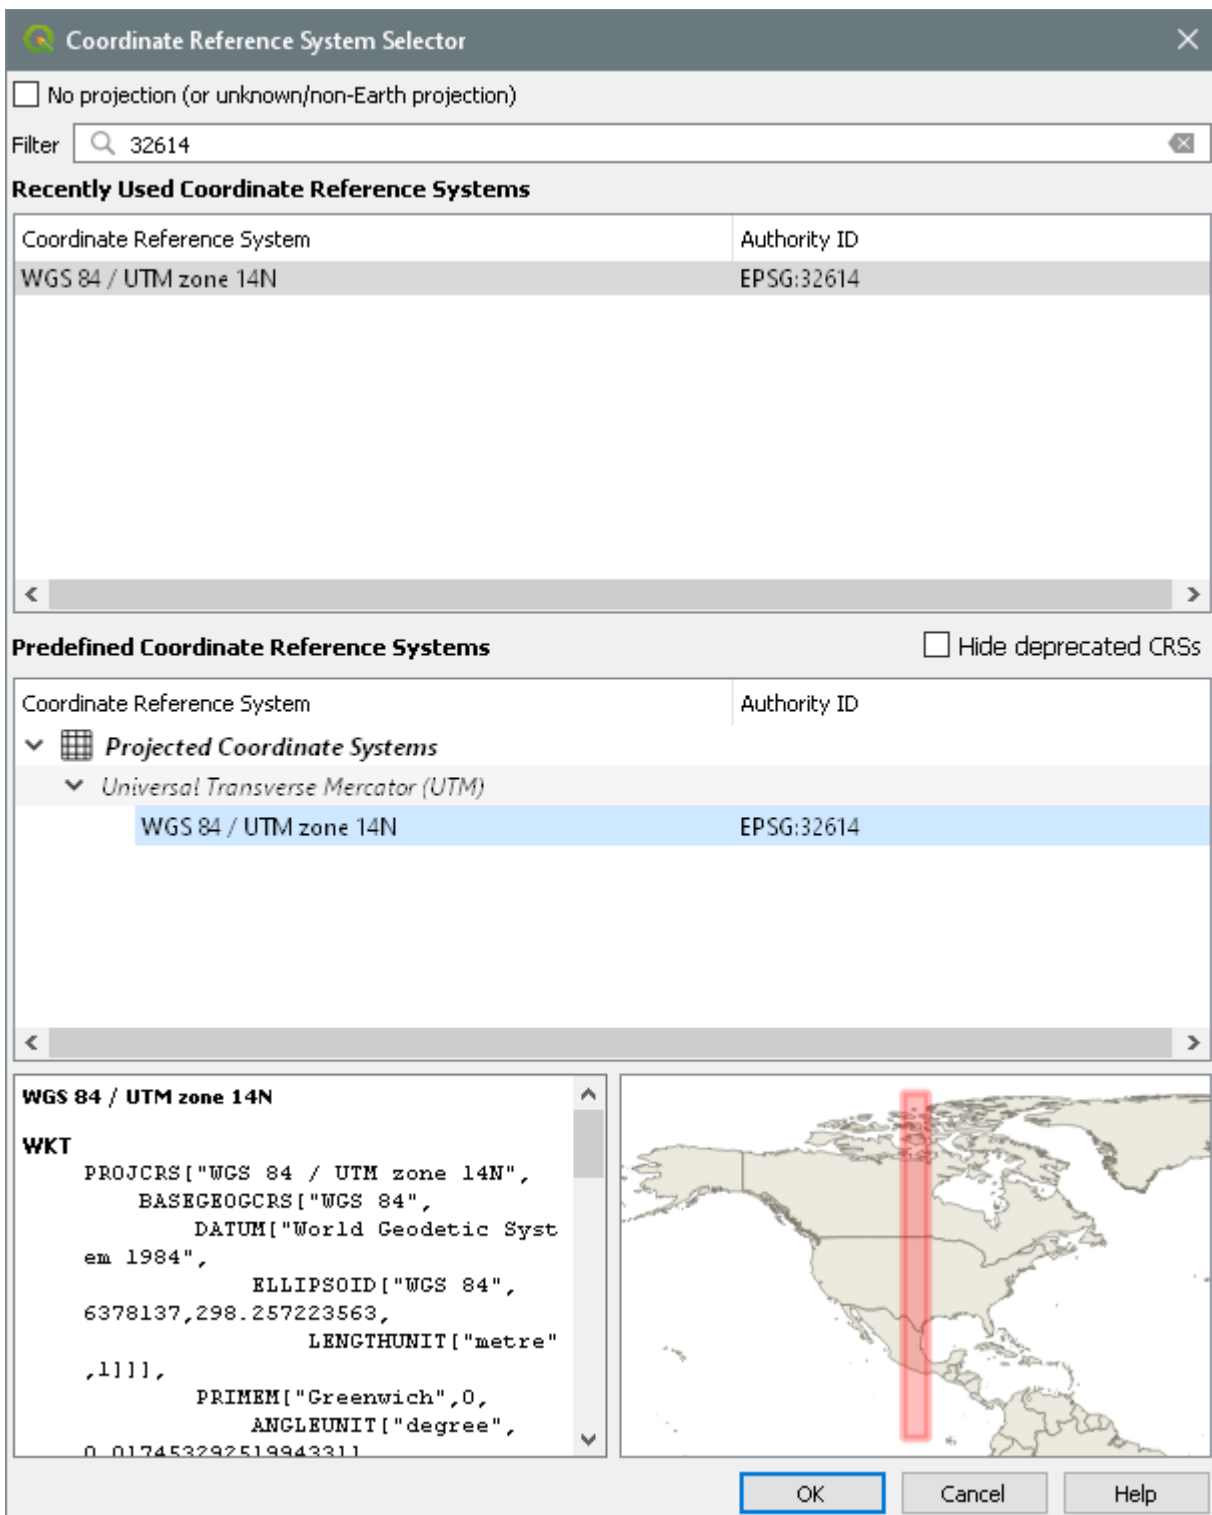 Coordinate Reference System Selector
No projection (or unknown/non-Earth projection)
Filter 32614
Recently Used Coordinate Reference Systems
Coordinate Reference System Authority ID
WGS 84 / UTM zone 14N EPSG:32614
Predefined Coordinate Reference Systems Hide deprecated CRSs
Coordinate Reference System Authority ID
Projected Coordinate Systems
Universal Transverse Mercator (UTM)
WGS 84 / UTM zone 14N EPSG:32614
WGS 84 / UTM zone 14N
WKT
PROJCRS["WGS 84 / UTM zone 14N",
BASEGEOGCRS["WGS 84",
DATUM["World Geodetic Syst
em 1984",
ELLIPSOID["WGS 84",
6378137,298.257223563,
LENGTHUNIT["metre"
,1]]],
PRIMEM["Greenwich",0,
ANGLEUNIT["degree",
0.0174532925199433]]
OK Cancel Help